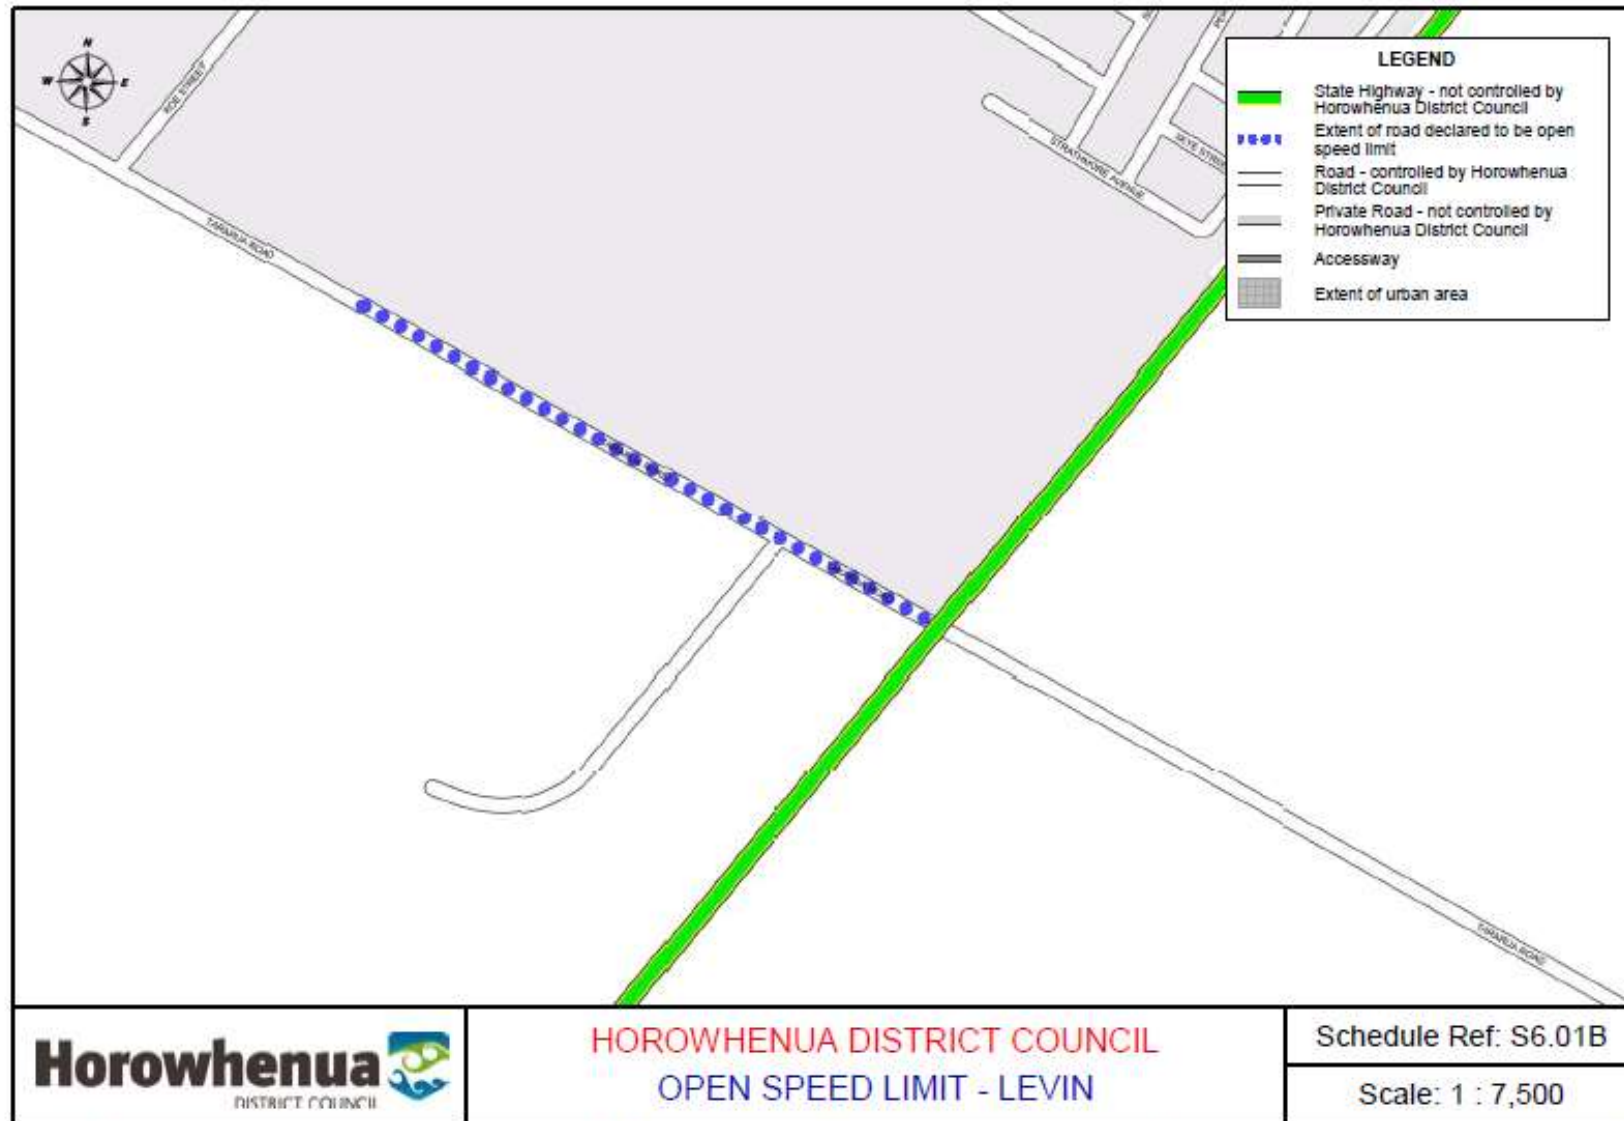 N
W
E
S
ROE STREET
TARARUA ROAD
STRATHMORE AVENUE
LEGEND
State Highway - not controlled by
Horowhenua District Council
Extent of road declared to be open
speed limit
Road - controlled by Horowhenua
District Council
Private Road - not controlled by
Horowhenua District Council
Accessway
Extent of urban area
TARARUA ROAD
Horowhenua
DISTRICT COUNCIL
HOROWHENUA DISTRICT COUNCIL
OPEN SPEED LIMIT - LEVIN
Schedule Ref: S6.01B
Scale: 1 : 7,500